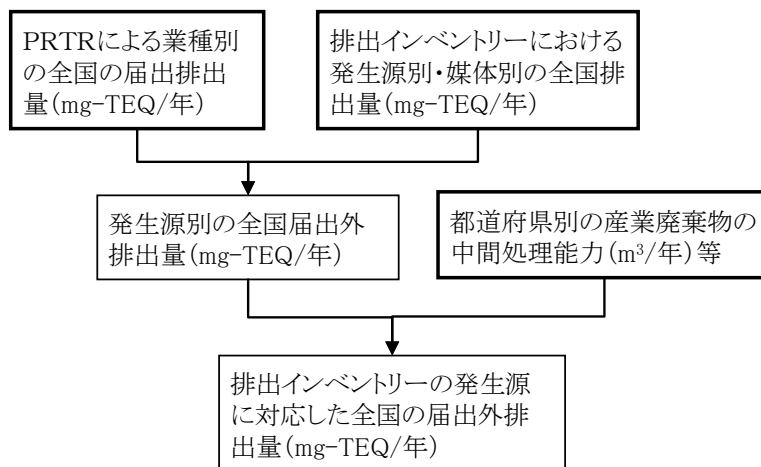 PRTRによる業種別
の全国の届出排出
量(mg-TEQ/年)
排出インベントリーにおける
発生源別・媒体別の全国排
出量(mg-TEQ/年)
発生源別の全国届出外
排出量(mg-TEQ/年)
都道府県別の産業廃棄物の
中間処理能力(m³/年)等
排出インベントリーの発生源
に対応した全国の届出外排
出量(mg-TEQ/年)